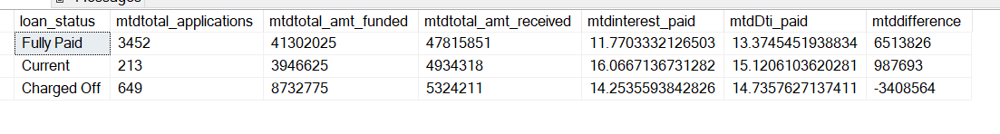 Messages
loan_status mtdtotal_applications mtdtotal_amt_funded mtdtotal_amt_received mtdinterest_paid mtdDti_paid mtddifference
Fully Paid 3452 41302025 47815851 11.7703332126503 13.3745451938834 6513826
Current 213 3946625 4934318 16.0667136731282 15.1206103620281 987693
Charged Off 649 8732775 5324211 14.2535593842826 14.7357627137411 -3408564